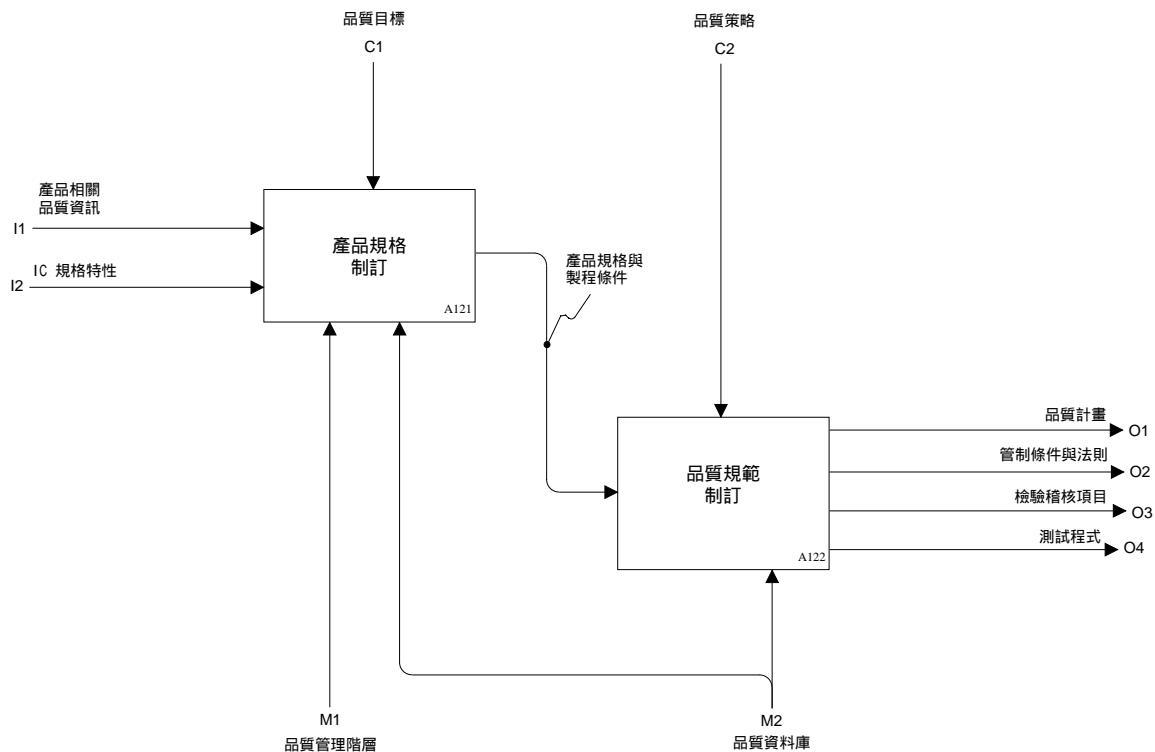 品質目標
C1
品質策略
C2
產品相關
品質資訊
I1
IC 規格特性
I2
產品規格
制訂
A121
產品規格與
製程條件
品質規範
制訂
A122
品質計畫
O1
管制條件與法則
O2
檢驗稽核項目
O3
測試程式
O4
M1
品質管理階層
M2
品質資料庫